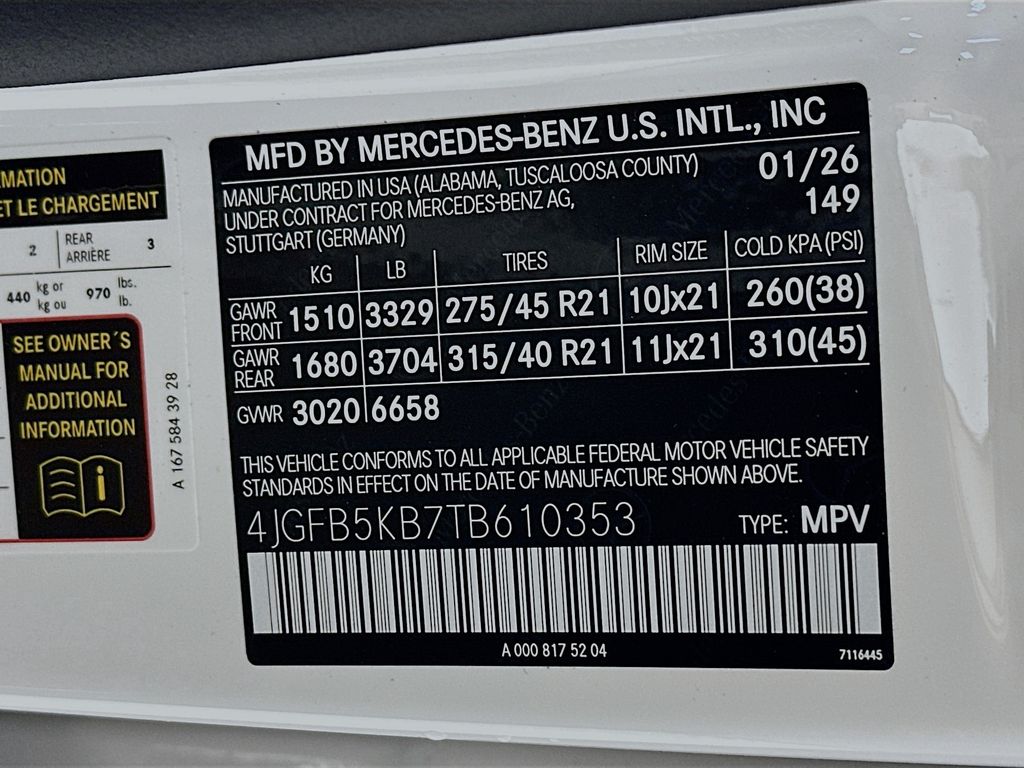 MATION
ET LE CHARGEMENT
2 REAR ARRIÈRE 3
440 kg or kg ou 970 lbs. lb.
SEE OWNER´S
MANUAL FOR
ADDITIONAL
INFORMATION
i
A 167 584 39 28
MFD BY MERCEDES-BENZ U.S. INTL., INC
MANUFACTURED IN USA (ALABAMA, TUSCALOOSA COUNTY) 01/26
UNDER CONTRACT FOR MERCEDES-BENZ AG, 149
STUTTGART (GERMANY)
KG LB TIRES RIM SIZE COLD KPA (PSI)
GAWR FRONT 1510 3329 275/45 R21 10Jx21 260(38)
GAWR REAR 1680 3704 315/40 R21 11Jx21 310(45)
GVWR 3020 6658
THIS VEHICLE CONFORMS TO ALL APPLICABLE FEDERAL MOTOR VEHICLE SAFETY
STANDARDS IN EFFECT ON THE DATE OF MANUFACTURE SHOWN ABOVE.
4JGFB5KB7TB610353 TYPE: MPV
A 000 817 52 04
7116445